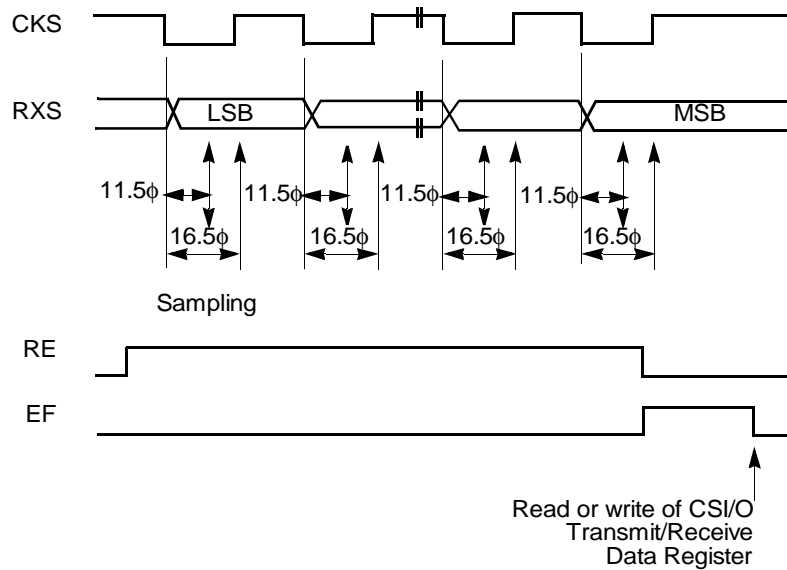 CKS
RXS
LSB
MSB
11.5ϕ 11.5ϕ 11.5ϕ 11.5ϕ
16.5ϕ 16.5ϕ 16.5ϕ 16.5ϕ
Sampling
RE
EF
Read or write of CSI/O
Transmit/Receive
Data Register